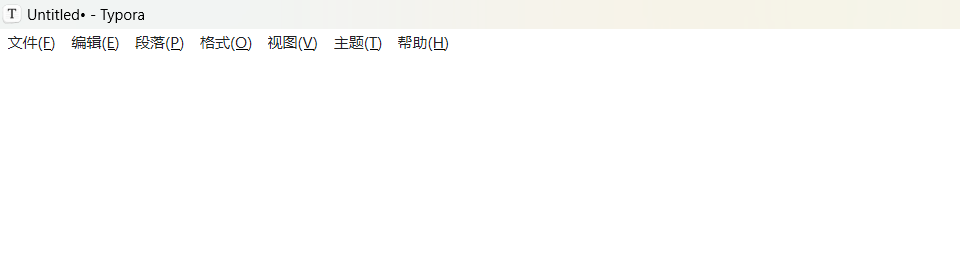 T Untitled• - Typora
文件(F) 编辑(E) 段落(P) 格式(O) 视图(V) 主题(T) 帮助(H)